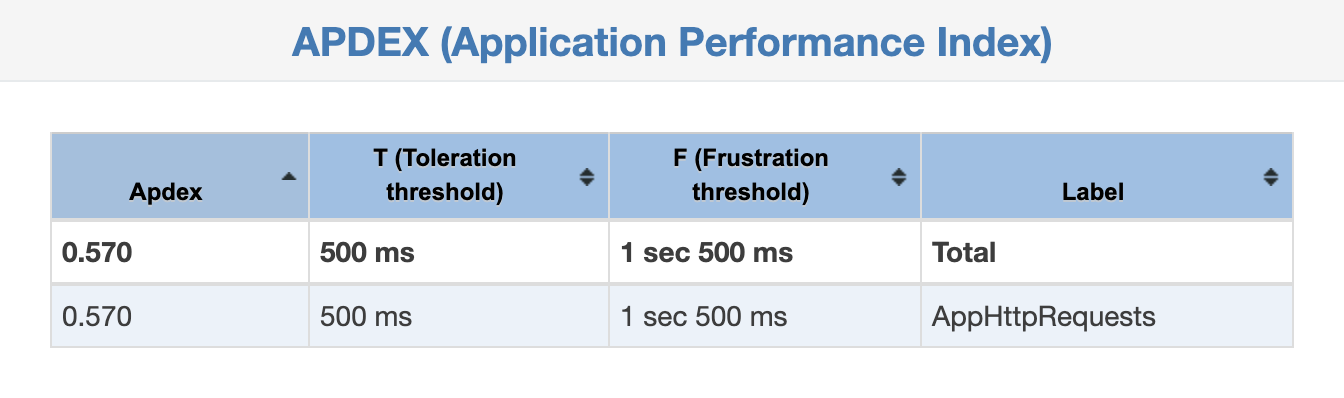 APDEX (Application Performance Index)
Apdex
T (Toleration
threshold)
F (Frustration
threshold)
Label
0.570 500 ms 1 sec 500 ms Total
0.570 500 ms 1 sec 500 ms AppHttpRequests